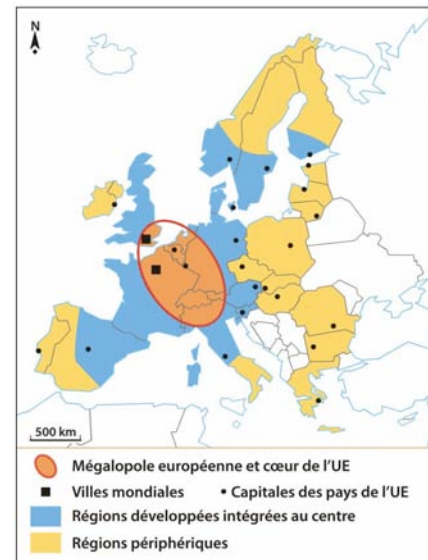 N
500 km
Mégalopole européenne et cœur de l'UE
Villes mondiales
Capitales des pays de l'UE
Régions développées intégrées au centre
Régions périphériques